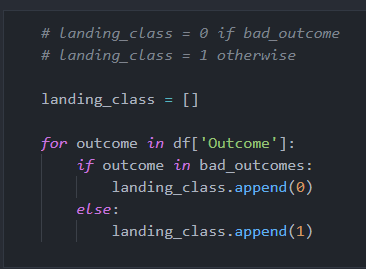 # landing_class = 0 if bad_outcome
# landing_class = 1 otherwise
landing_class = []
for outcome in df['Outcome']:
if outcome in bad_outcomes:
landing_class.append(0)
else:
landing_class.append(1)